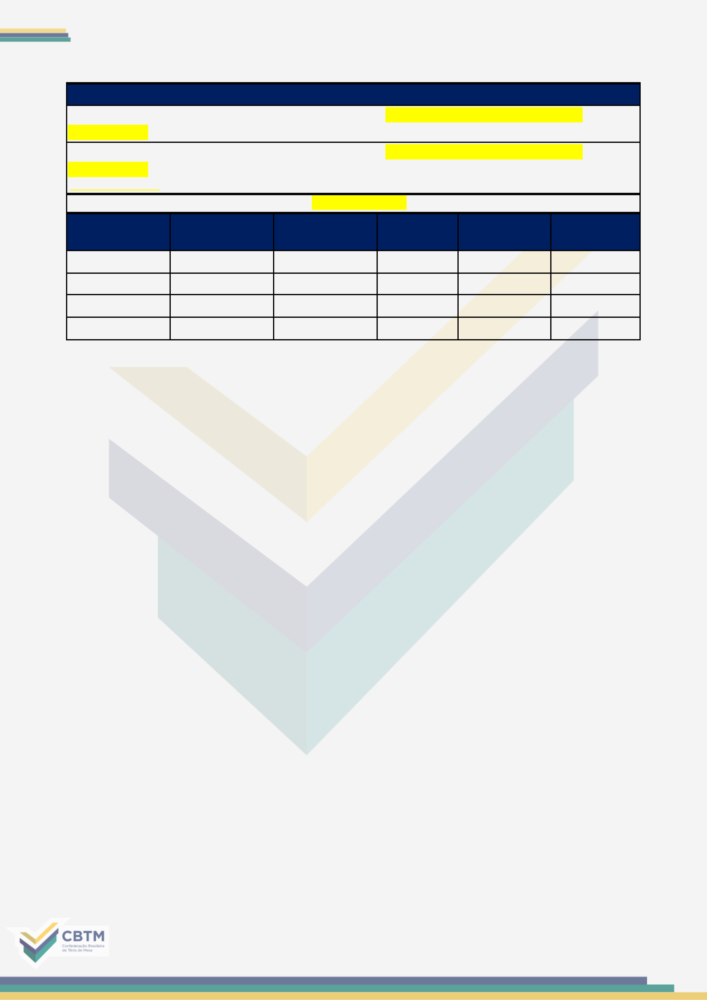 CBTM
Confederação Brasileira
de Tênis de Mesa